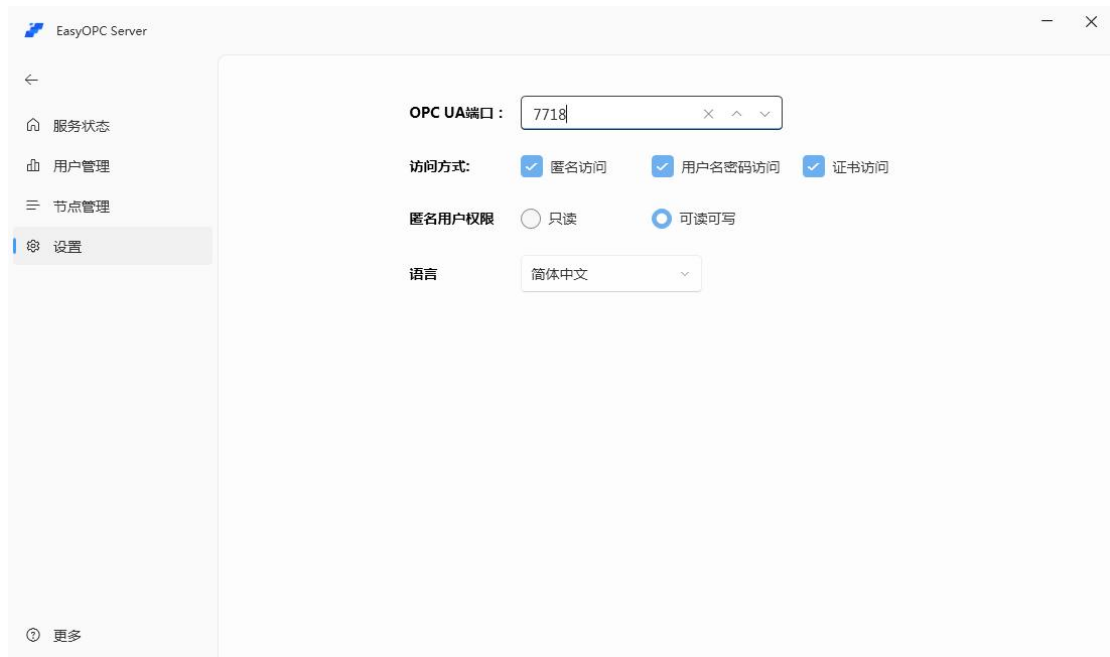 EasyOPC Server
服务状态
用户管理
节点管理
设置
更多
OPC UA端口：
7718
访问方式:
匿名访问 用户名密码访问 证书访问
匿名用户权限
只读 可读可写
语言
简体中文